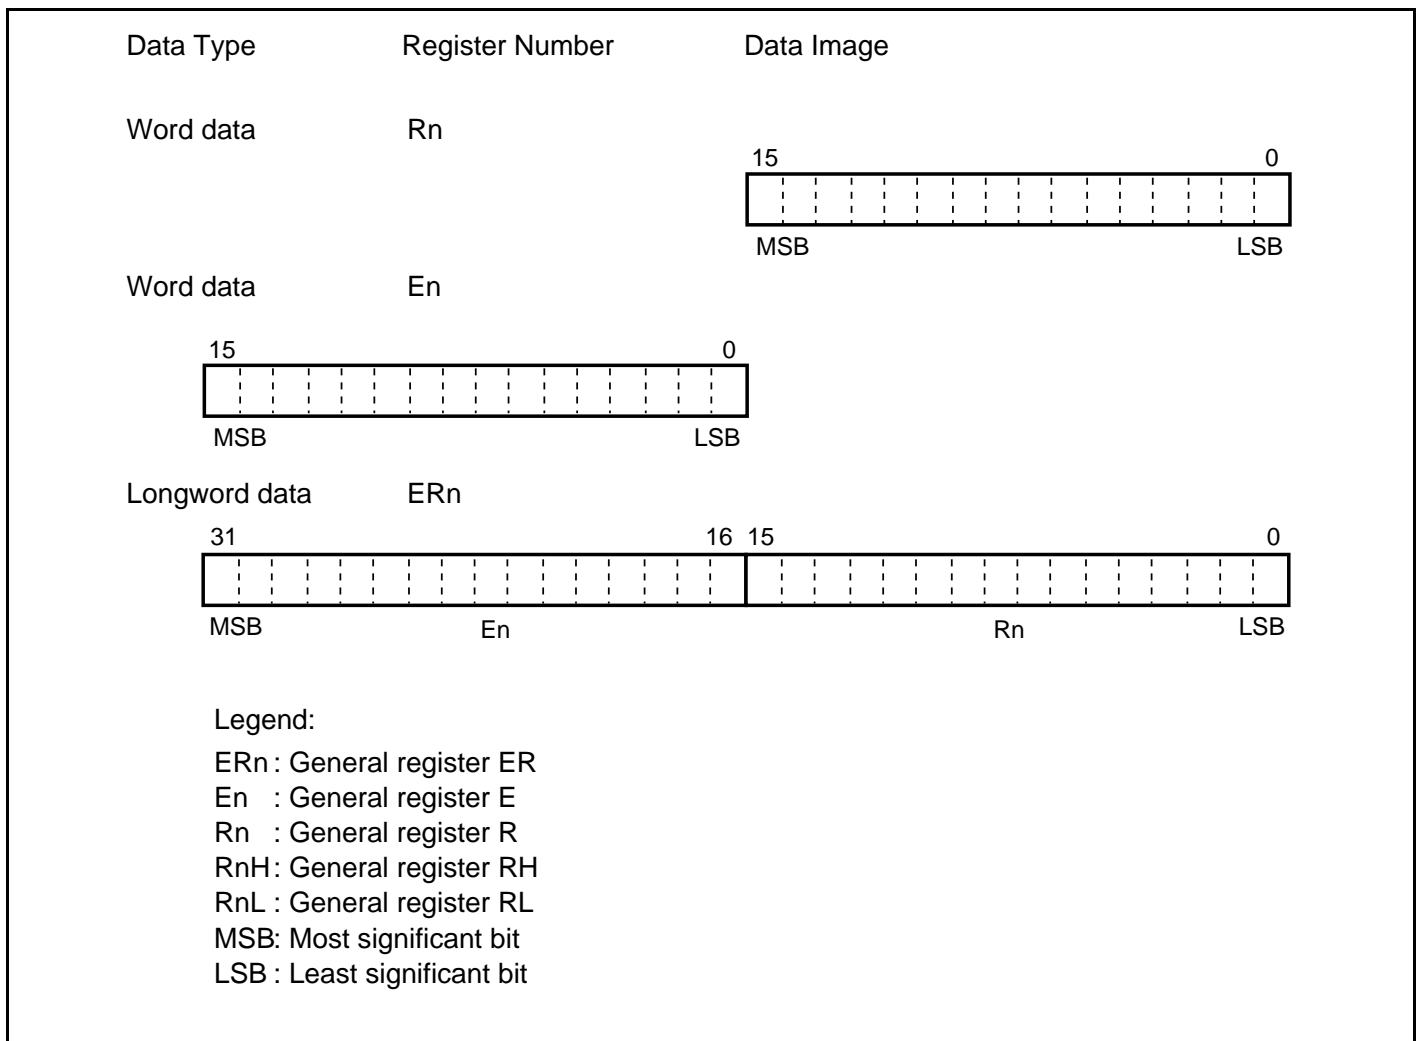 Data Type Register Number Data Image
Word data Rn
15 0
MSB LSB
Word data En
15 0
MSB LSB
Longword data ERn
31 16 15 0
MSB En Rn LSB
Legend:
ERn : General register ER
En : General register E
Rn : General register R
RnH : General register RH
RnL : General register RL
MSB: Most significant bit
LSB : Least significant bit